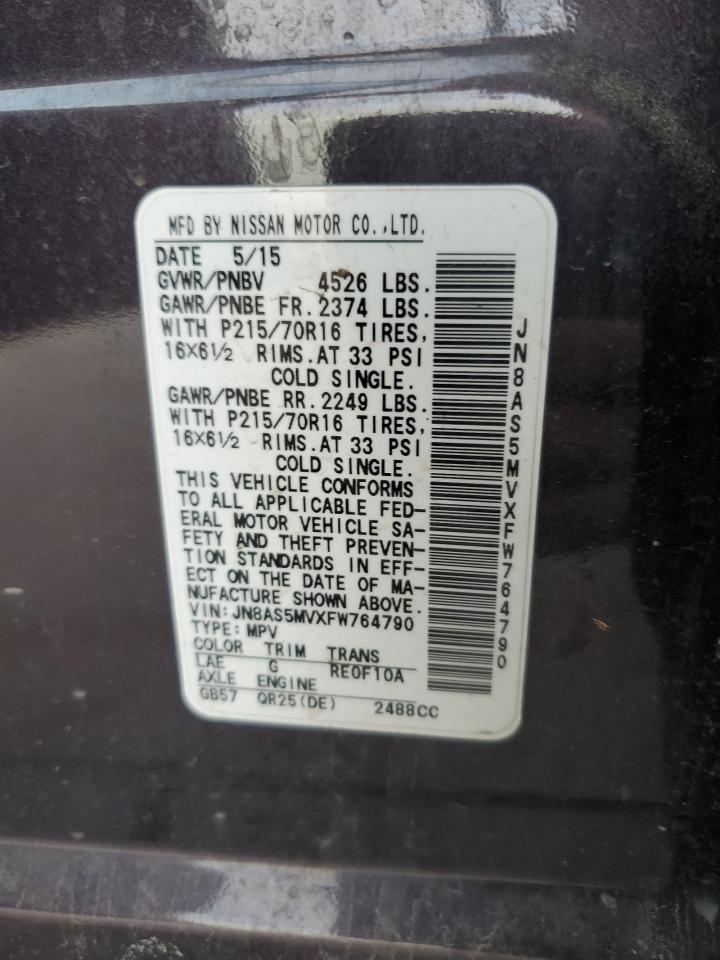 MFD BY NISSAN MOTOR CO.,LTD.
DATE 5/15
GVWR/PNBV 4526 LBS.
GAWR/PNBE FR.2374 LBS.
WITH P215/70R16 TIRES,
16X6½ RIMS.AT 33 PSI
COLD SINGLE.
GAWR/PNBE RR.2249 LBS.
WITH P215/70R16 TIRES,
16X6½ RIMS.AT 33 PSI
COLD SINGLE.
THIS VEHICLE CONFORMS
TO ALL APPLICABLE FED-
ERAL MOTOR VEHICLE SA-
FETY AND THEFT PREVEN-
TION STANDARDS IN EFF-
ECT ON THE DATE OF MA-
NUFACTURE SHOWN ABOVE.
VIN:JN8AS5MVXFW764790
TYPE:MPV
COLOR TRIM TRANS
LAE G RE0F10A
AXLE ENGINE
GB57 QR25(DE) 2488CC
JN8AS5MVXFW764790